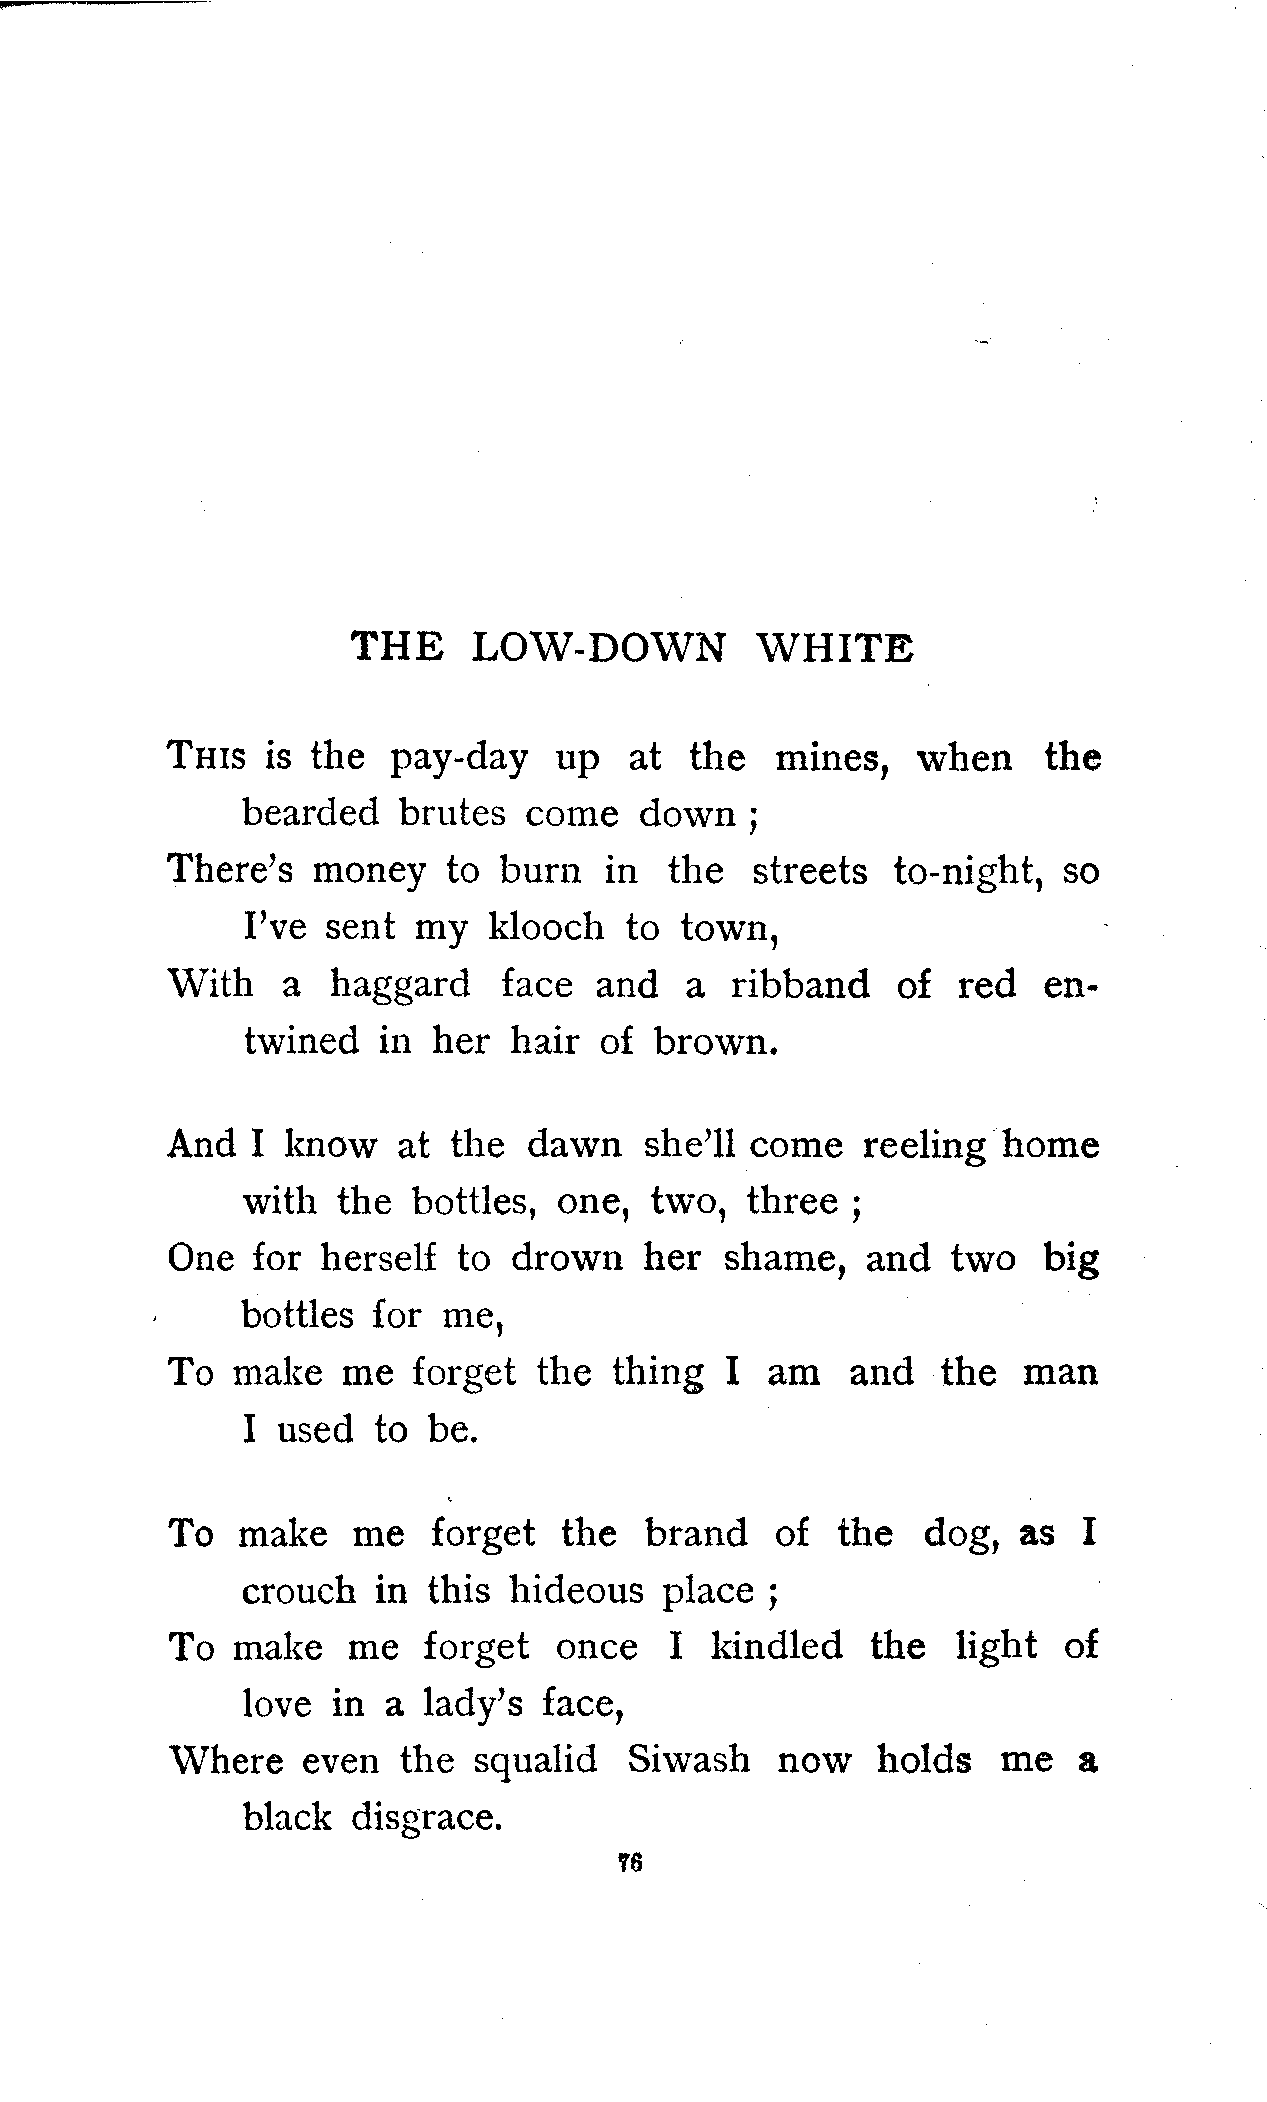 THE LOW-DOWN WHITE
THIS is the pay-day up at the mines, when the
bearded brutes come down ;
There's money to burn in the streets to-night, so
I've sent my klooch to town,
With a haggard face and a ribband of red en-
twined in her hair of brown.
And I know at the dawn she'll come reeling home
with the bottles, one, two, three ;
One for herself to drown her shame, and two big
bottles for me,
To make me forget the thing I am and the man
I used to be.
To make me forget the brand of the dog, as I
crouch in this hideous place ;
To make me forget once I kindled the light of
love in a lady's face,
Where even the squalid Siwash now holds me a
black disgrace.
76